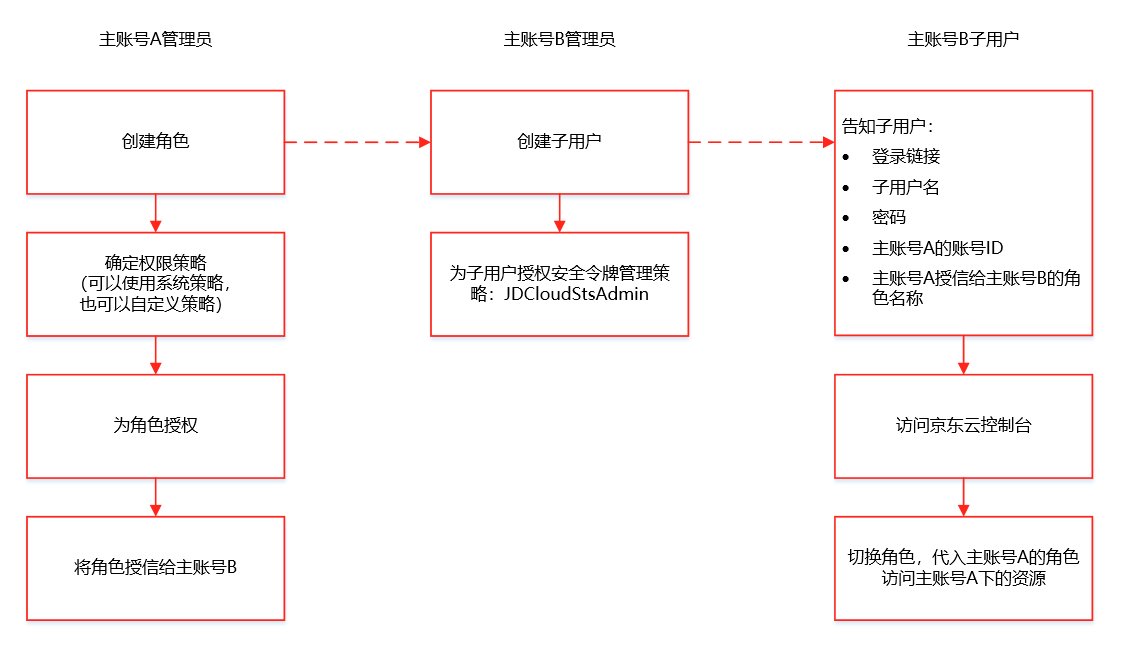 主账号A管理员
主账号B管理员
主账号B子用户
创建角色
创建子用户
告知子用户：
• 登录链接
• 子用户名
• 密码
• 主账号A的账号ID
• 主账号A授信给主账号B的角
色名称
确定权限策略
（可以使用系统策略，
也可以自定义策略）
为子用户授权安全令牌管理策
略：JDCloudStsAdmin
为角色授权
访问京东云控制台
将角色授信给主账号B
切换角色，代入主账号A的角色
访问主账号A下的资源